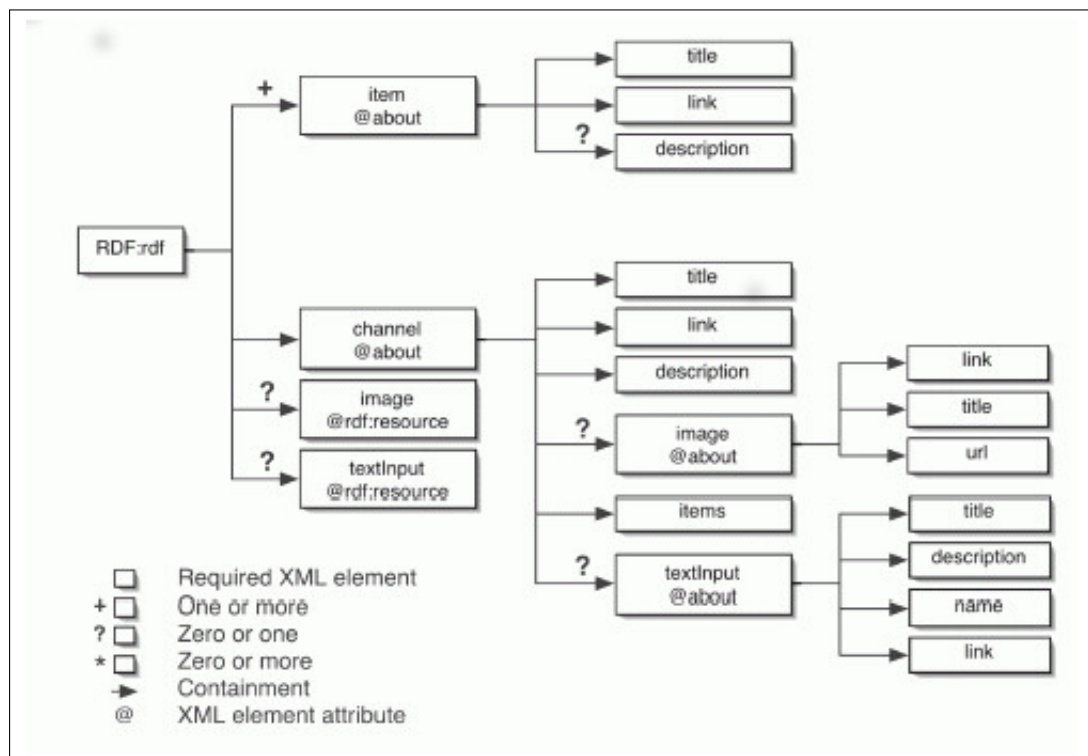 title
+
item
@about
link
?
description
RDF:rdf
title
channel
@about
link
description
link
?
image
@rdf:resource
?
image
@about
title
url
?
textInput
@rdf:resource
items
title
?
textInput
@about
description
name
link
Required XML element
+ One or more
? Zero or one
* Zero or more
Containment
@ XML element attribute